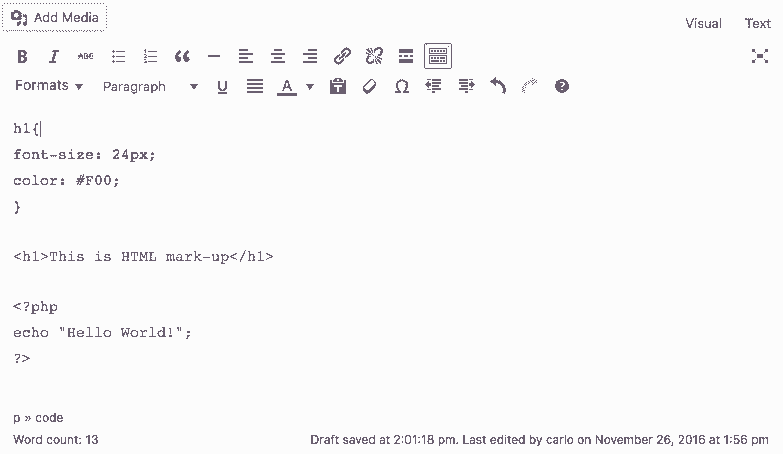 Add Media
Visual Text
B I ABC
Formats Paragraph U A T Ω ?
h1{
font-size: 24px;
color: #F00;
}
<h1>This is HTML mark-up</h1>
<?php
echo "Hello World!";
?>
p » code
Word count: 13 Draft saved at 2:01:18 pm. Last edited by carlo on November 26, 2016 at 1:56 pm